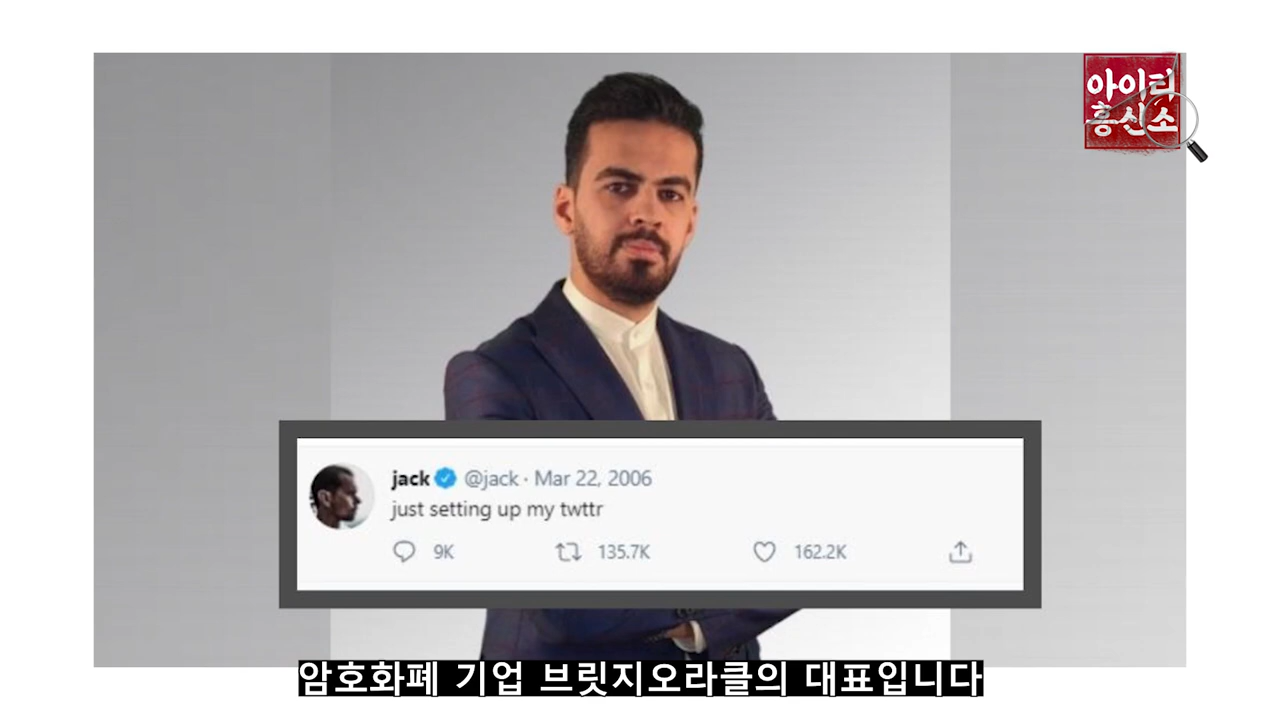 아이티
흥신소
jack @jack · Mar 22, 2006
just setting up my twttr
9K 135.7K 162.2K
암호화폐 기업 브릿지오라클의 대표입니다